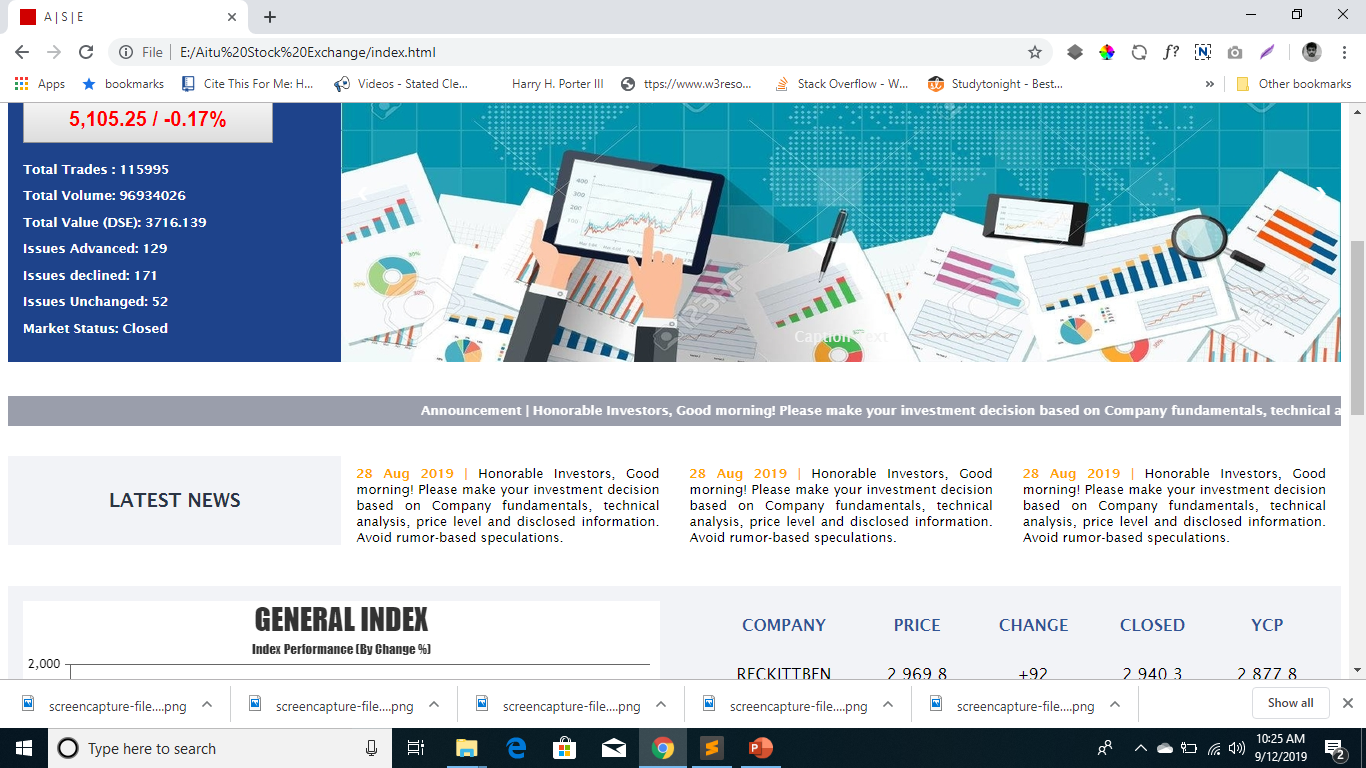 A | S | E
File | E:/Aitu%20Stock%20Exchange/index.html
Apps bookmarks Cite This For Me: H... Videos - Stated Cle... Harry H. Porter III ttps://www.w3reso... Stack Overflow - W... Studytonight - Best... » Other bookmarks
5,105.25 / -0.17%
Total Trades : 115995
Total Volume: 96934026
Total Value (DSE): 3716.139
Issues Advanced: 129
Issues declined: 171
Issues Unchanged: 52
Market Status: Closed
400
300
200
100
30%
123RF
Caption Text
Announcement | Honorable Investors, Good morning! Please make your investment decision based on Company fundamentals, technical a
LATEST NEWS
28 Aug 2019 | Honorable Investors, Good
morning! Please make your investment decision
based on Company fundamentals, technical
analysis, price level and disclosed information.
Avoid rumor-based speculations.
28 Aug 2019 | Honorable Investors, Good
morning! Please make your investment decision
based on Company fundamentals, technical
analysis, price level and disclosed information.
Avoid rumor-based speculations.
28 Aug 2019 | Honorable Investors, Good
morning! Please make your investment decision
based on Company fundamentals, technical
analysis, price level and disclosed information.
Avoid rumor-based speculations.
GENERAL INDEX
Index Performance (By Change %)
2,000
COMPANY PRICE CHANGE CLOSED YCP
RECKITTBEN 2,969.8 +92 2,940.3 2,877.8
screencapture-file....png screencapture-file....png screencapture-file....png screencapture-file....png screencapture-file....png Show all
Type here to search
10:25 AM
9/12/2019
2